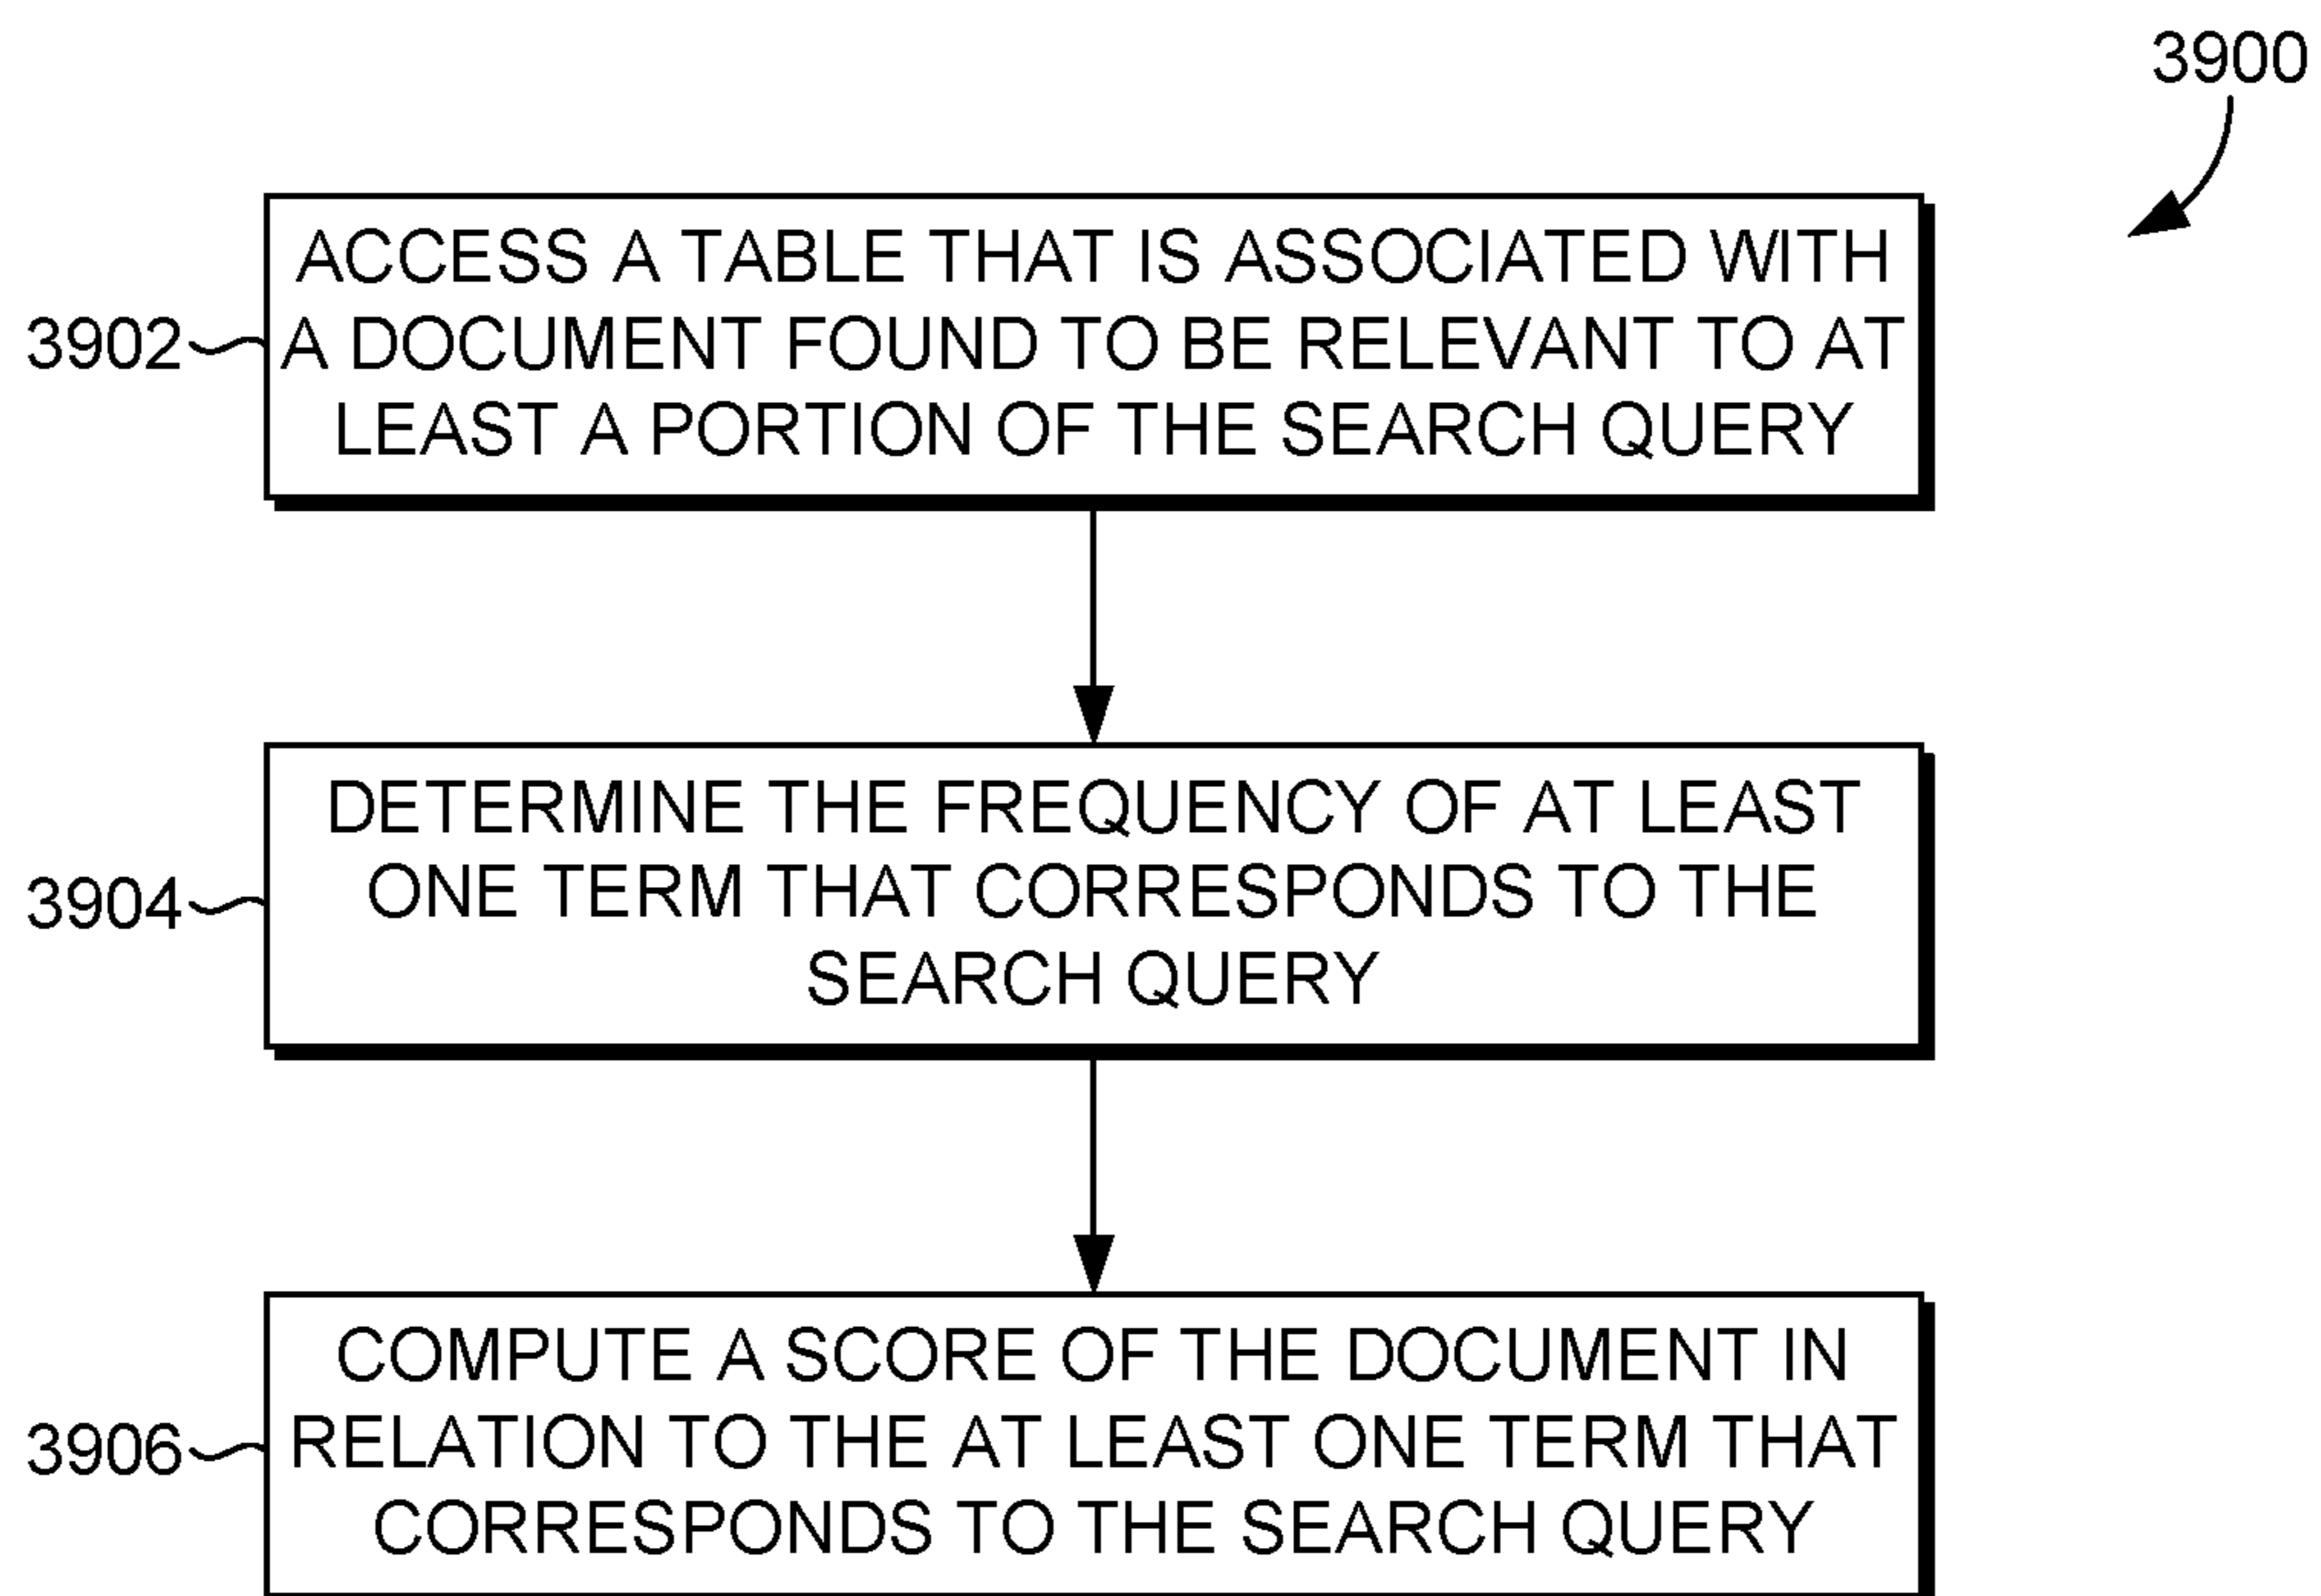 3900
ACCESS A TABLE THAT IS ASSOCIATED WITH
3902
A DOCUMENT FOUND TO BE RELEVANT TO AT
LEAST A PORTION OF THE SEARCH QUERY
DETERMINE THE FREQUENCY OF AT LEAST
3904
ONE TERM THAT CORRESPONDS TO THE
SEARCH QUERY
COMPUTE A SCORE OF THE DOCUMENT IN
3906
RELATION TO THE AT LEAST ONE TERM THAT
CORRESPONDS TO THE SEARCH QUERY